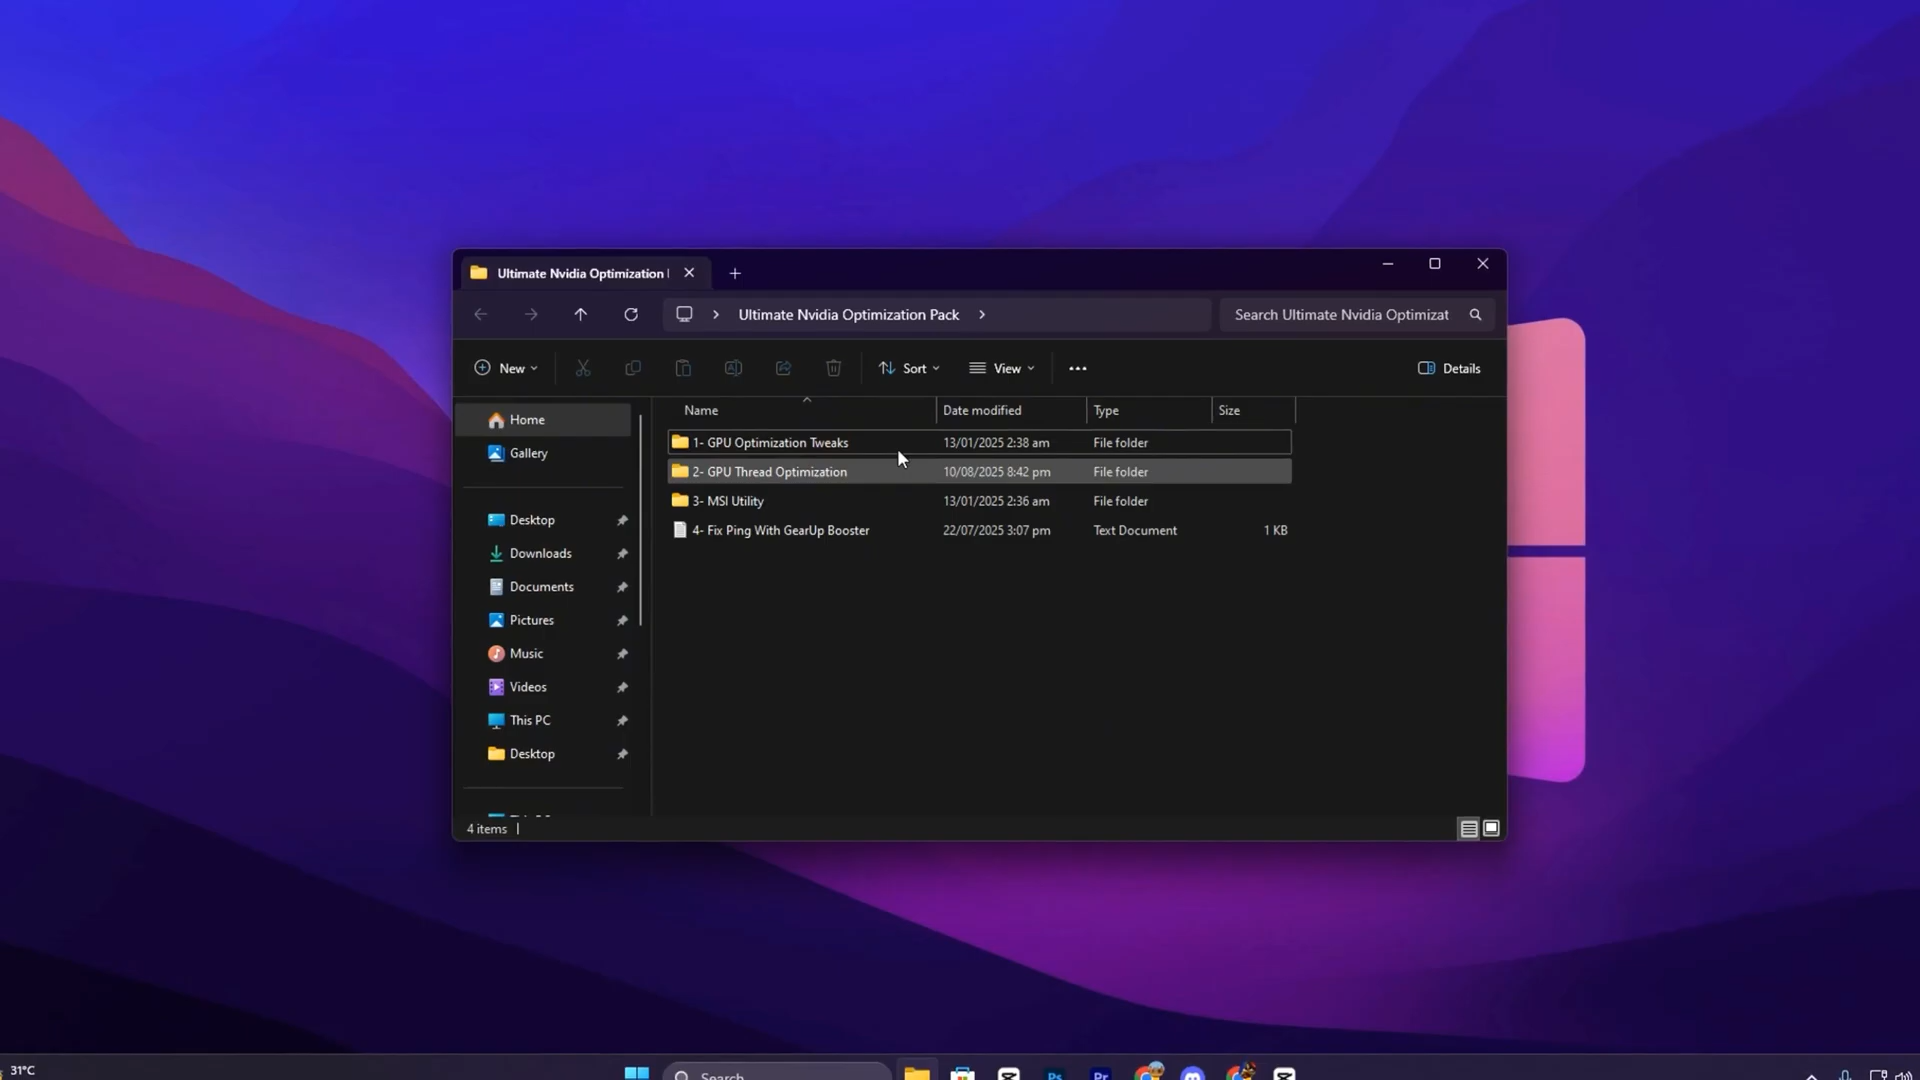 Ultimate Nvidia Optimization
Ultimate Nvidia Optimization Pack
Search Ultimate Nvidia Optimizat
New
Sort
View
Details
Name Date modified Type Size
1- GPU Optimization Tweaks 13/01/2025 2:38 am File folder
2- GPU Thread Optimization 10/08/2025 8:42 pm File folder
3- MSI Utility 13/01/2025 2:36 am File folder
4- Fix Ping With GearUp Booster 22/07/2025 3:07 pm Text Document 1 KB
Home
Gallery
Desktop
Downloads
Documents
Pictures
Music
Videos
This PC
Desktop
4 items
31°C
Search
Ps
Pr